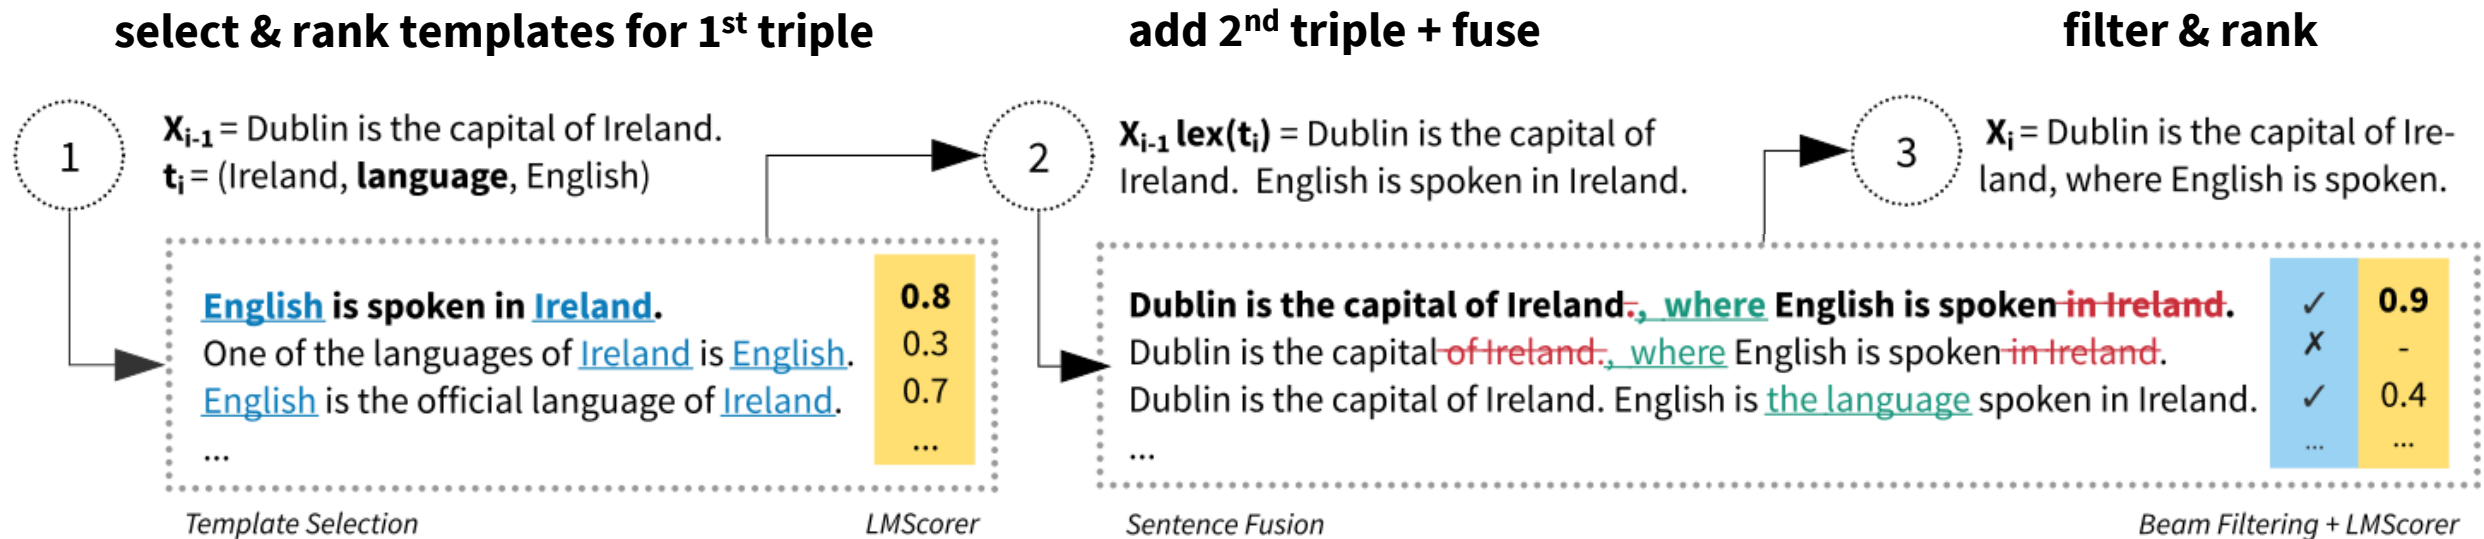 select & rank templates for 1st triple
add 2nd triple + fuse
filter & rank
1
Xi-1 = Dublin is the capital of Ireland.
ti = (Ireland, language, English)
2
Xi-1 lex(ti) = Dublin is the capital of
Ireland. English is spoken in Ireland.
3
Xi = Dublin is the capital of Ire-
land, where English is spoken.
English is spoken in Ireland. 0.8
One of the languages of Ireland is English. 0.3
English is the official language of Ireland. 0.7
... ...
Dublin is the capital of Ireland., where English is spoken in Ireland. ✓ 0.9
Dublin is the capital of Ireland., where English is spoken in Ireland. ✗ -
Dublin is the capital of Ireland. English is the language spoken in Ireland. ✓ 0.4
... ... ...
Template Selection
LMScorer
Sentence Fusion
Beam Filtering + LMScorer